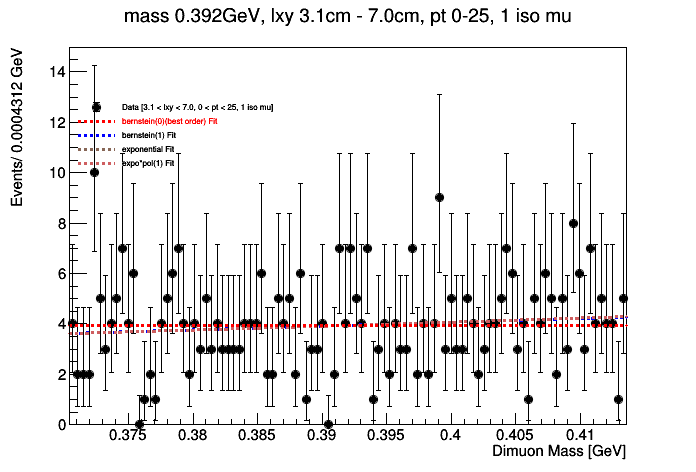 mass 0.392GeV, lxy 3.1cm - 7.0cm, pt 0-25, 1 iso mu
Events/ 0.0004312 GeV
14
12
10
8
6
4
2
0
Data [3.1 < lxy < 7.0, 0 < pt < 25, 1 iso mu]
bernstein(0)(best order) Fit
bernstein(1) Fit
exponential Fit
expo*pol(1) Fit
0.375 0.38 0.385 0.39 0.395 0.4 0.405 0.41
Dimuon Mass [GeV]